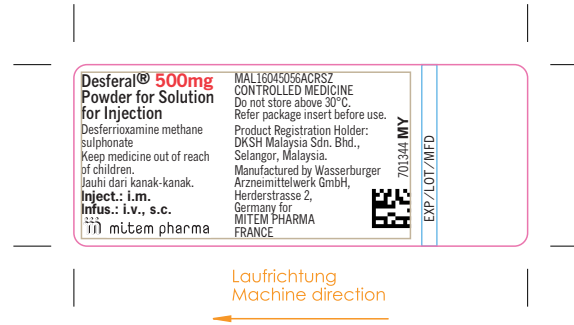 Desferal® 500mg
Powder for Solution
for Injection
Desferrioxamine methane
sulphonate
Keep medicine out of reach
of children.
Jauhi dari kanak-kanak.
Inject.: i.m.
Infus.: i.v., s.c.
mitem pharma
MAL16045056ACRSZ
CONTROLLED MEDICINE
Do not store above 30°C.
Refer package insert before use.
Product Registration Holder:
DKSH Malaysia Sdn. Bhd.,
Selangor, Malaysia.
Manufactured by Wasserburger
Arzneimittelwerk GmbH,
Herderstrasse 2,
Germany for
MITEM PHARMA
FRANCE
701344 MY
EXP/LOT/MFD
Laufrichtung
Machine direction